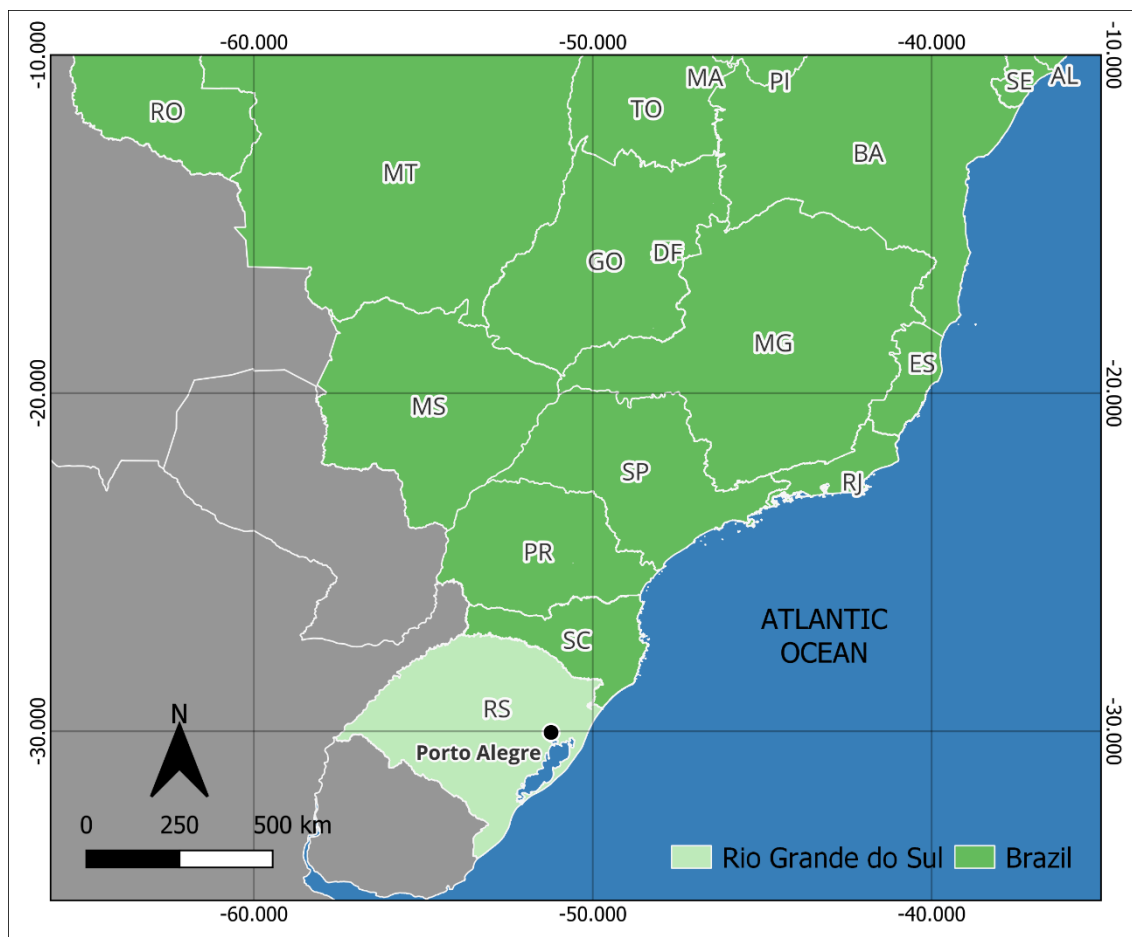 -60.000
-50.000
-40.000
-10.000
-10.000
MA
PI
SE
AL
RO
TO
MT
BA
DF
GO
MG
ES
-20.000
-20.000
MS
SP
RJ
PR
ATLANTIC
OCEAN
SC
RS
N
-30.000
-30.000
Porto Alegre
0
250
500 km
Rio Grande do Sul
Brazil
-60.000
-50.000
-40.000